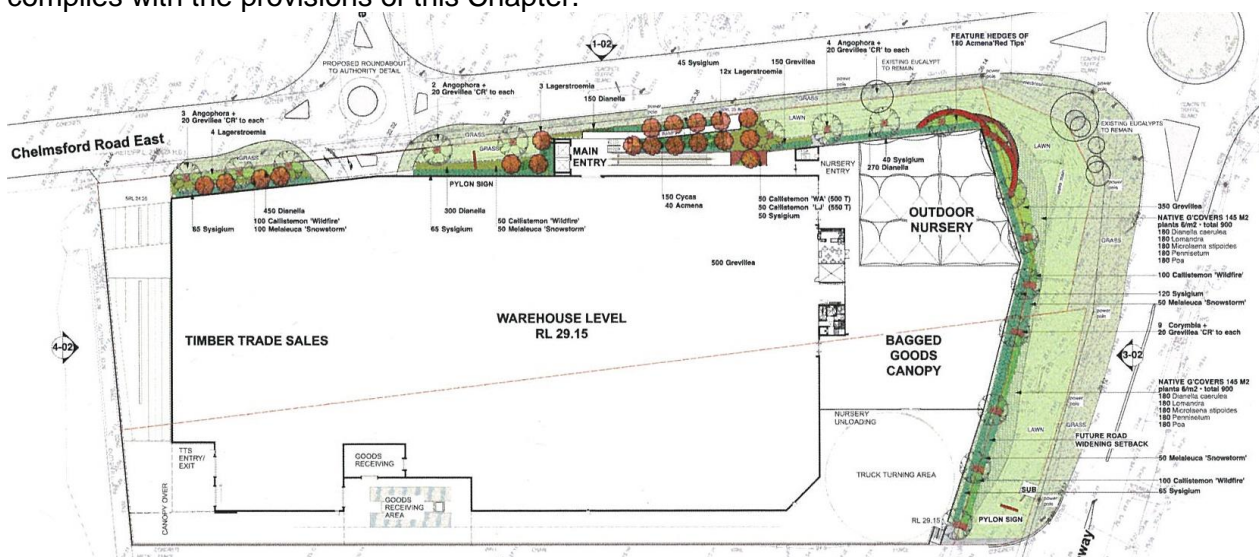 complies with the provisions of this Chapter.
PROPOSED ROUNDABOUT
TO AUTHORITY DETAIL
1-02
3 Angophora +
20 Grevillea 'CR' to each
4 Lagerstroemia
2 Angophora +
20 Grevillea 'CR' to each
3 Lagerstroemia
150 Dianella
45 Sysigium
12x Lagerstroemia
150 Grevillea
4 Angophora +
20 Grevillea 'CR' to each
EXISTING EUCALYPT
TO REMAIN
FEATURE HEDGES OF
180 Acmena'Red Tips'
EXISTING EUCALYPTS
TO REMAIN
Chelmsford Road East
GRASS
GRASS
GRASS
GRASS
LAWN
LAWN
MAIN
ENTRY
PYLON SIGN
NURSERY
ENTRY
40 Sysigium
270 Dianella
65 Sysigium
450 Dianella
100 Callistemon 'Wildfire'
100 Melaleuca 'Snowstorm'
300 Dianella
65 Sysigium
50 Callistemon 'Wildfire'
50 Melaleuca 'Snowstorm'
150 Cycas
40 Acmena
50 Callistemon 'WA' (500 T)
50 Callistemon 'LJ' (550 T)
50 Sysigium
500 Grevillea
OUTDOOR
NURSERY
350 Grevillea
NATIVE G'COVERS 145 M2
plants 6/m2 - total 900
180 Dianella caerulea
180 Lomandra
180 Microlaena stipoides
180 Pennisetum
180 Poa
100 Callistemon 'Wildfire'
120 Sysigium
50 Melaleuca 'Snowstorm'
9 Corymbia +
20 Grevillea 'CR' to each
GRASS
power
pole
4-02
3-02
TIMBER TRADE SALES
WAREHOUSE LEVEL
RL 29.15
BAGGED
GOODS
CANOPY
NATIVE G'COVERS 145 M2
plants 6/m2 - total 900
180 Dianella caerulea
180 Lomandra
180 Microlaena stipoides
180 Pennisetum
180 Poa
LAWN
GRASS
FUTURE ROAD
WIDENING SETBACK
50 Melaleuca 'Snowstorm'
100 Callistemon 'Wildfire'
65 Sysigium
NURSERY
UNLOADING
TRUCK TURNING AREA
TTS
ENTRY/
EXIT
GOODS
RECEIVING
GOODS
RECEIVING
AREA
CANOPY OVER
SUB
PYLON SIGN
RL 29.15
way